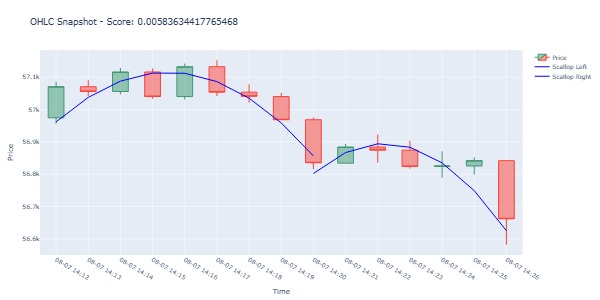 OHLC Snapshot - Score: 0.00583634417765468
Price
Scallop Left
Scallop Right
57.1k
57k
56.9k
56.8k
56.7k
56.6k
Price
08-07 14:12
08-07 14:13
08-07 14:14
08-07 14:15
08-07 14:16
08-07 14:17
08-07 14:18
08-07 14:19
08-07 14:20
08-07 14:21
08-07 14:22
08-07 14:23
08-07 14:24
08-07 14:25
08-07 14:26
Time